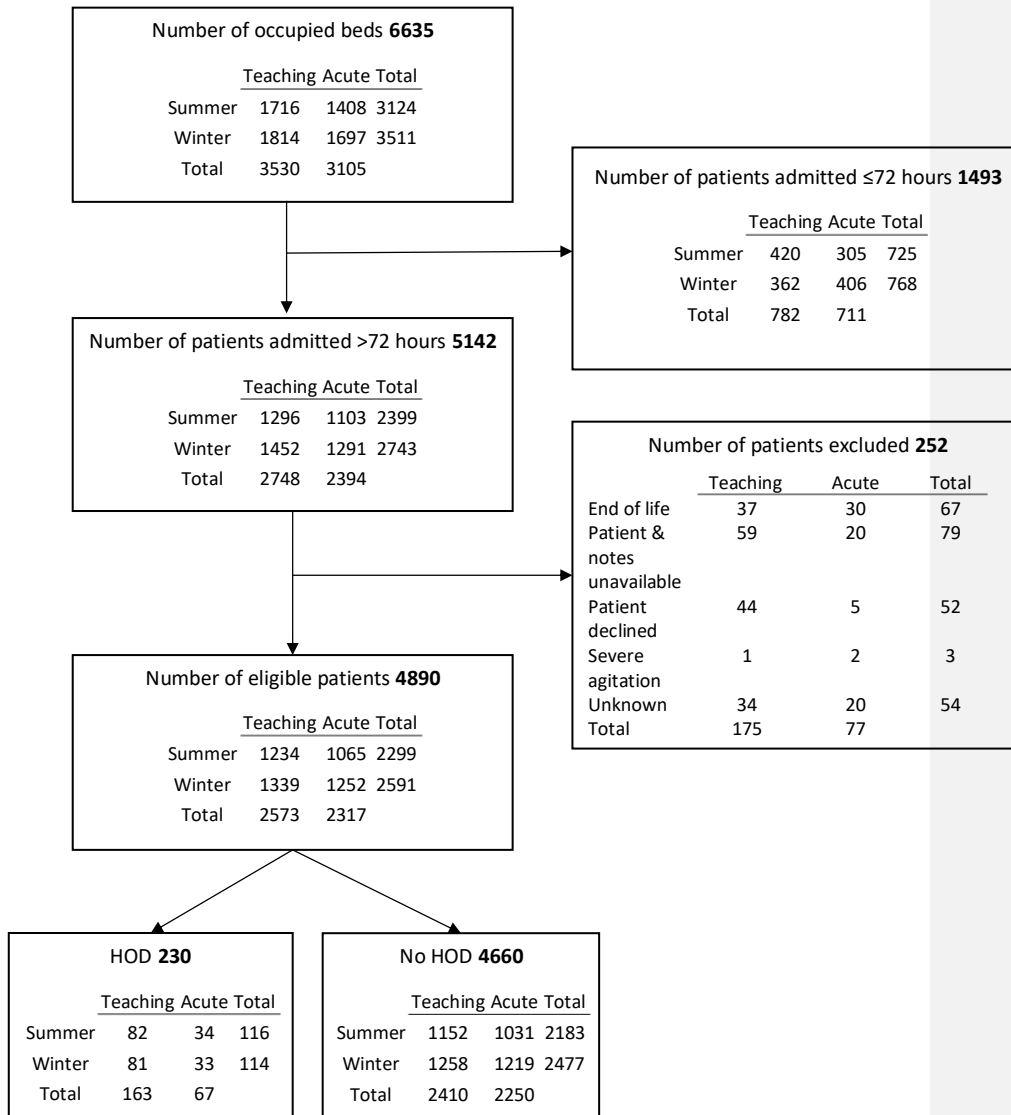 Number of occupied beds 6635
Teaching Acute Total
Summer 1716 1408 3124
Winter 1814 1697 3511
Total 3530 3105
Number of patients admitted ≤72 hours 1493
Teaching Acute Total
Summer 420 305 725
Winter 362 406 768
Total 782 711
Number of patients admitted >72 hours 5142
Teaching Acute Total
Summer 1296 1103 2399
Winter 1452 1291 2743
Total 2748 2394
Number of patients excluded 252
Teaching Acute Total
End of life 37 30 67
Patient & 59 20 79
notes
unavailable
Patient 44 5 52
declined
Severe 1 2 3
agitation
Unknown 34 20 54
Total 175 77
Number of eligible patients 4890
Teaching Acute Total
Summer 1234 1065 2299
Winter 1339 1252 2591
Total 2573 2317
HOD 230
Teaching Acute Total
Summer 82 34 116
Winter 81 33 114
Total 163 67
No HOD 4660
Teaching Acute Total
Summer 1152 1031 2183
Winter 1258 1219 2477
Total 2410 2250